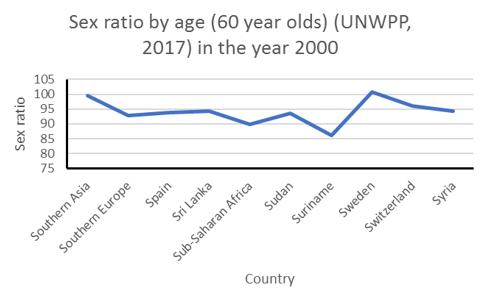 Sex ratio by age (60 year olds) (UNWPP,
2017) in the year 2000
105
100
95
90
85
80
75
Sex ratio
Southern Asia
Southern Europe
Spain
Sri Lanka
Sub-Saharan Africa
Sudan
Suriname
Sweden
Switzerland
Syria
Country